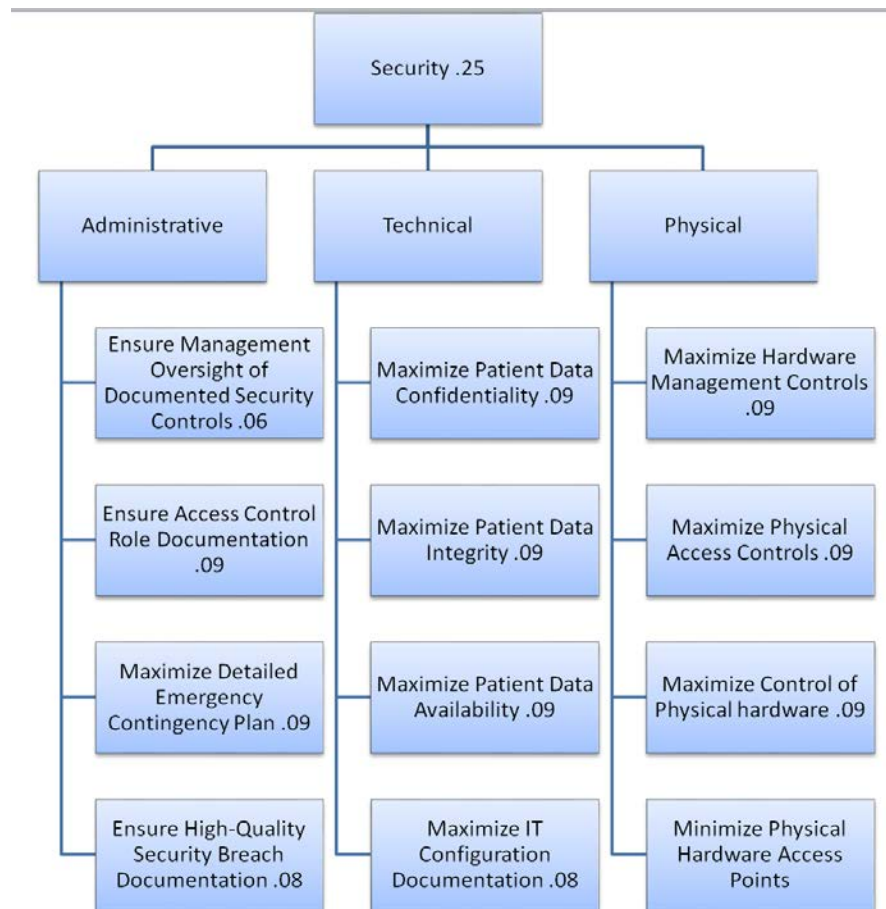 Security .25
Administrative
Technical
Physical
Ensure Management
Oversight of
Documented Security
Controls .06
Maximize Patient Data
Confidentiality .09
Maximize Hardware
Management Controls
.09
Ensure Access Control
Role Documentation
.09
Maximize Patient Data
Integrity .09
Maximize Physical
Access Controls .09
Maximize Detailed
Emergency
Contingency Plan .09
Maximize Patient Data
Availability .09
Maximize Control of
Physical hardware .09
Ensure High-Quality
Security Breach
Documentation .08
Maximize IT
Configuration
Documentation .08
Minimize Physical
Hardware Access
Points